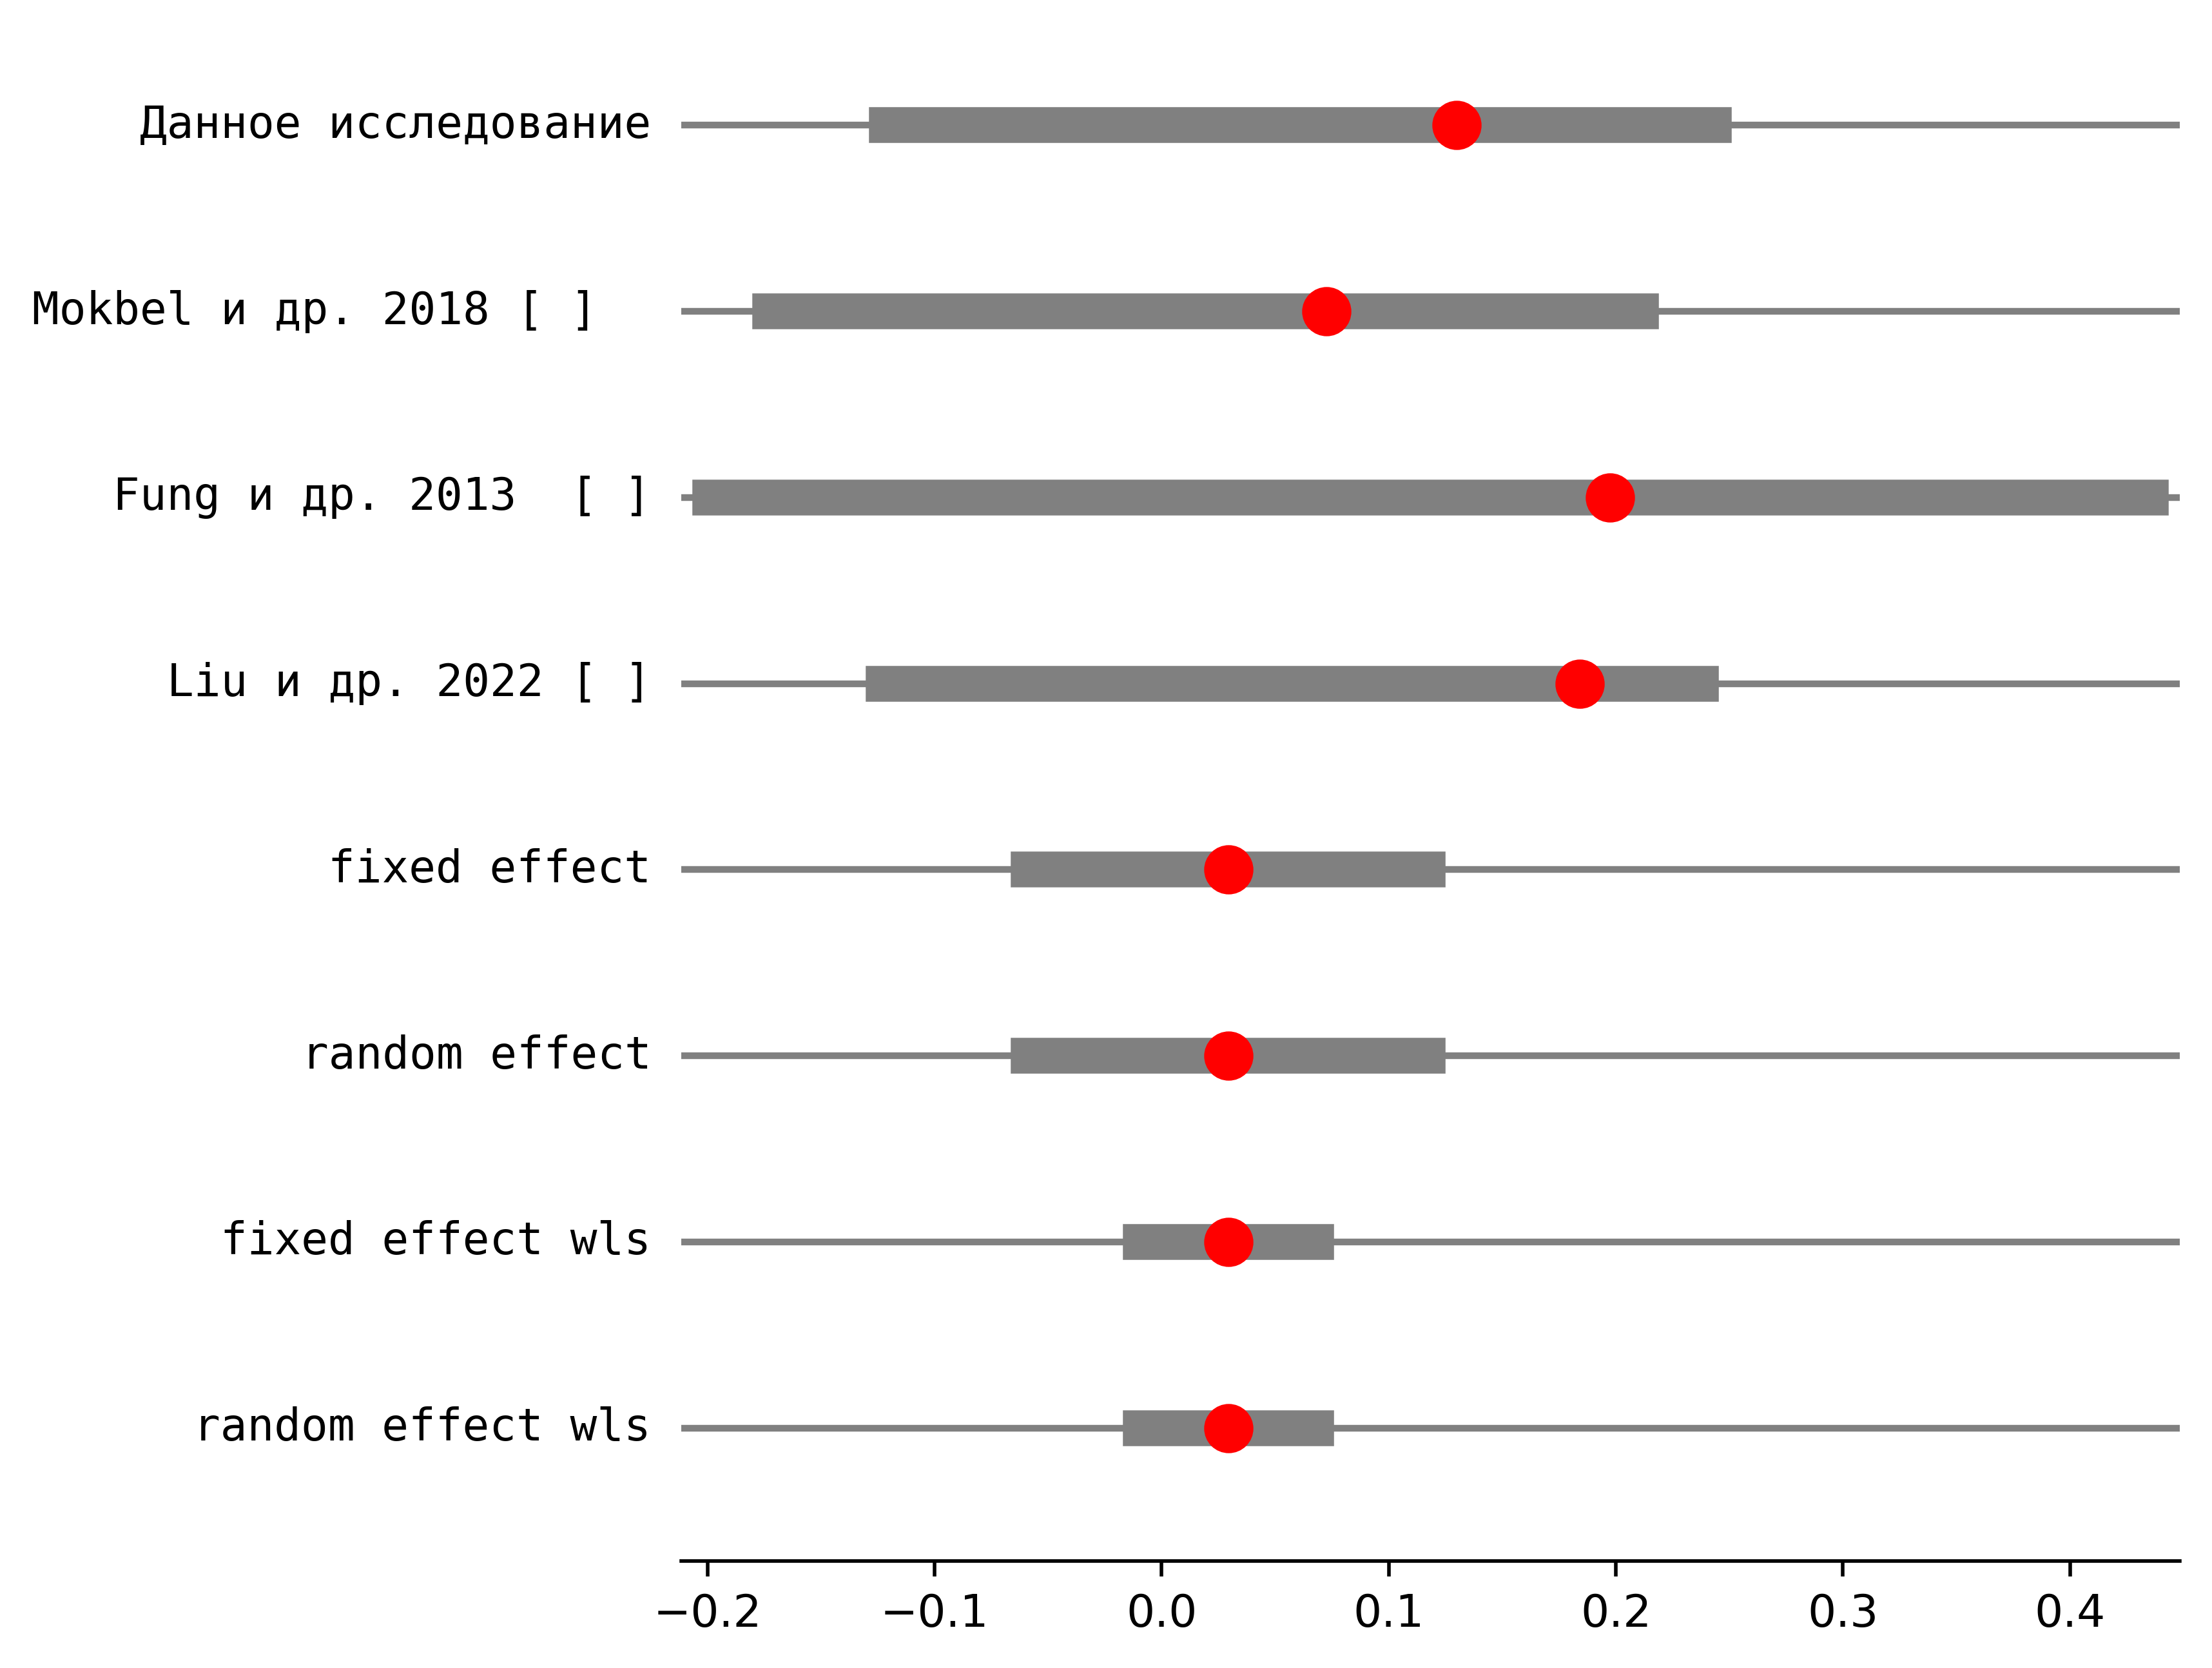 Данное исследование
Mokbel и др. 2018 [ ]
Fung и др. 2013  [ ]
Liu и др. 2022 [ ]
fixed effect
random effect
fixed effect wls
random effect wls
−0.2 −0.1 0.0 0.1 0.2 0.3 0.4